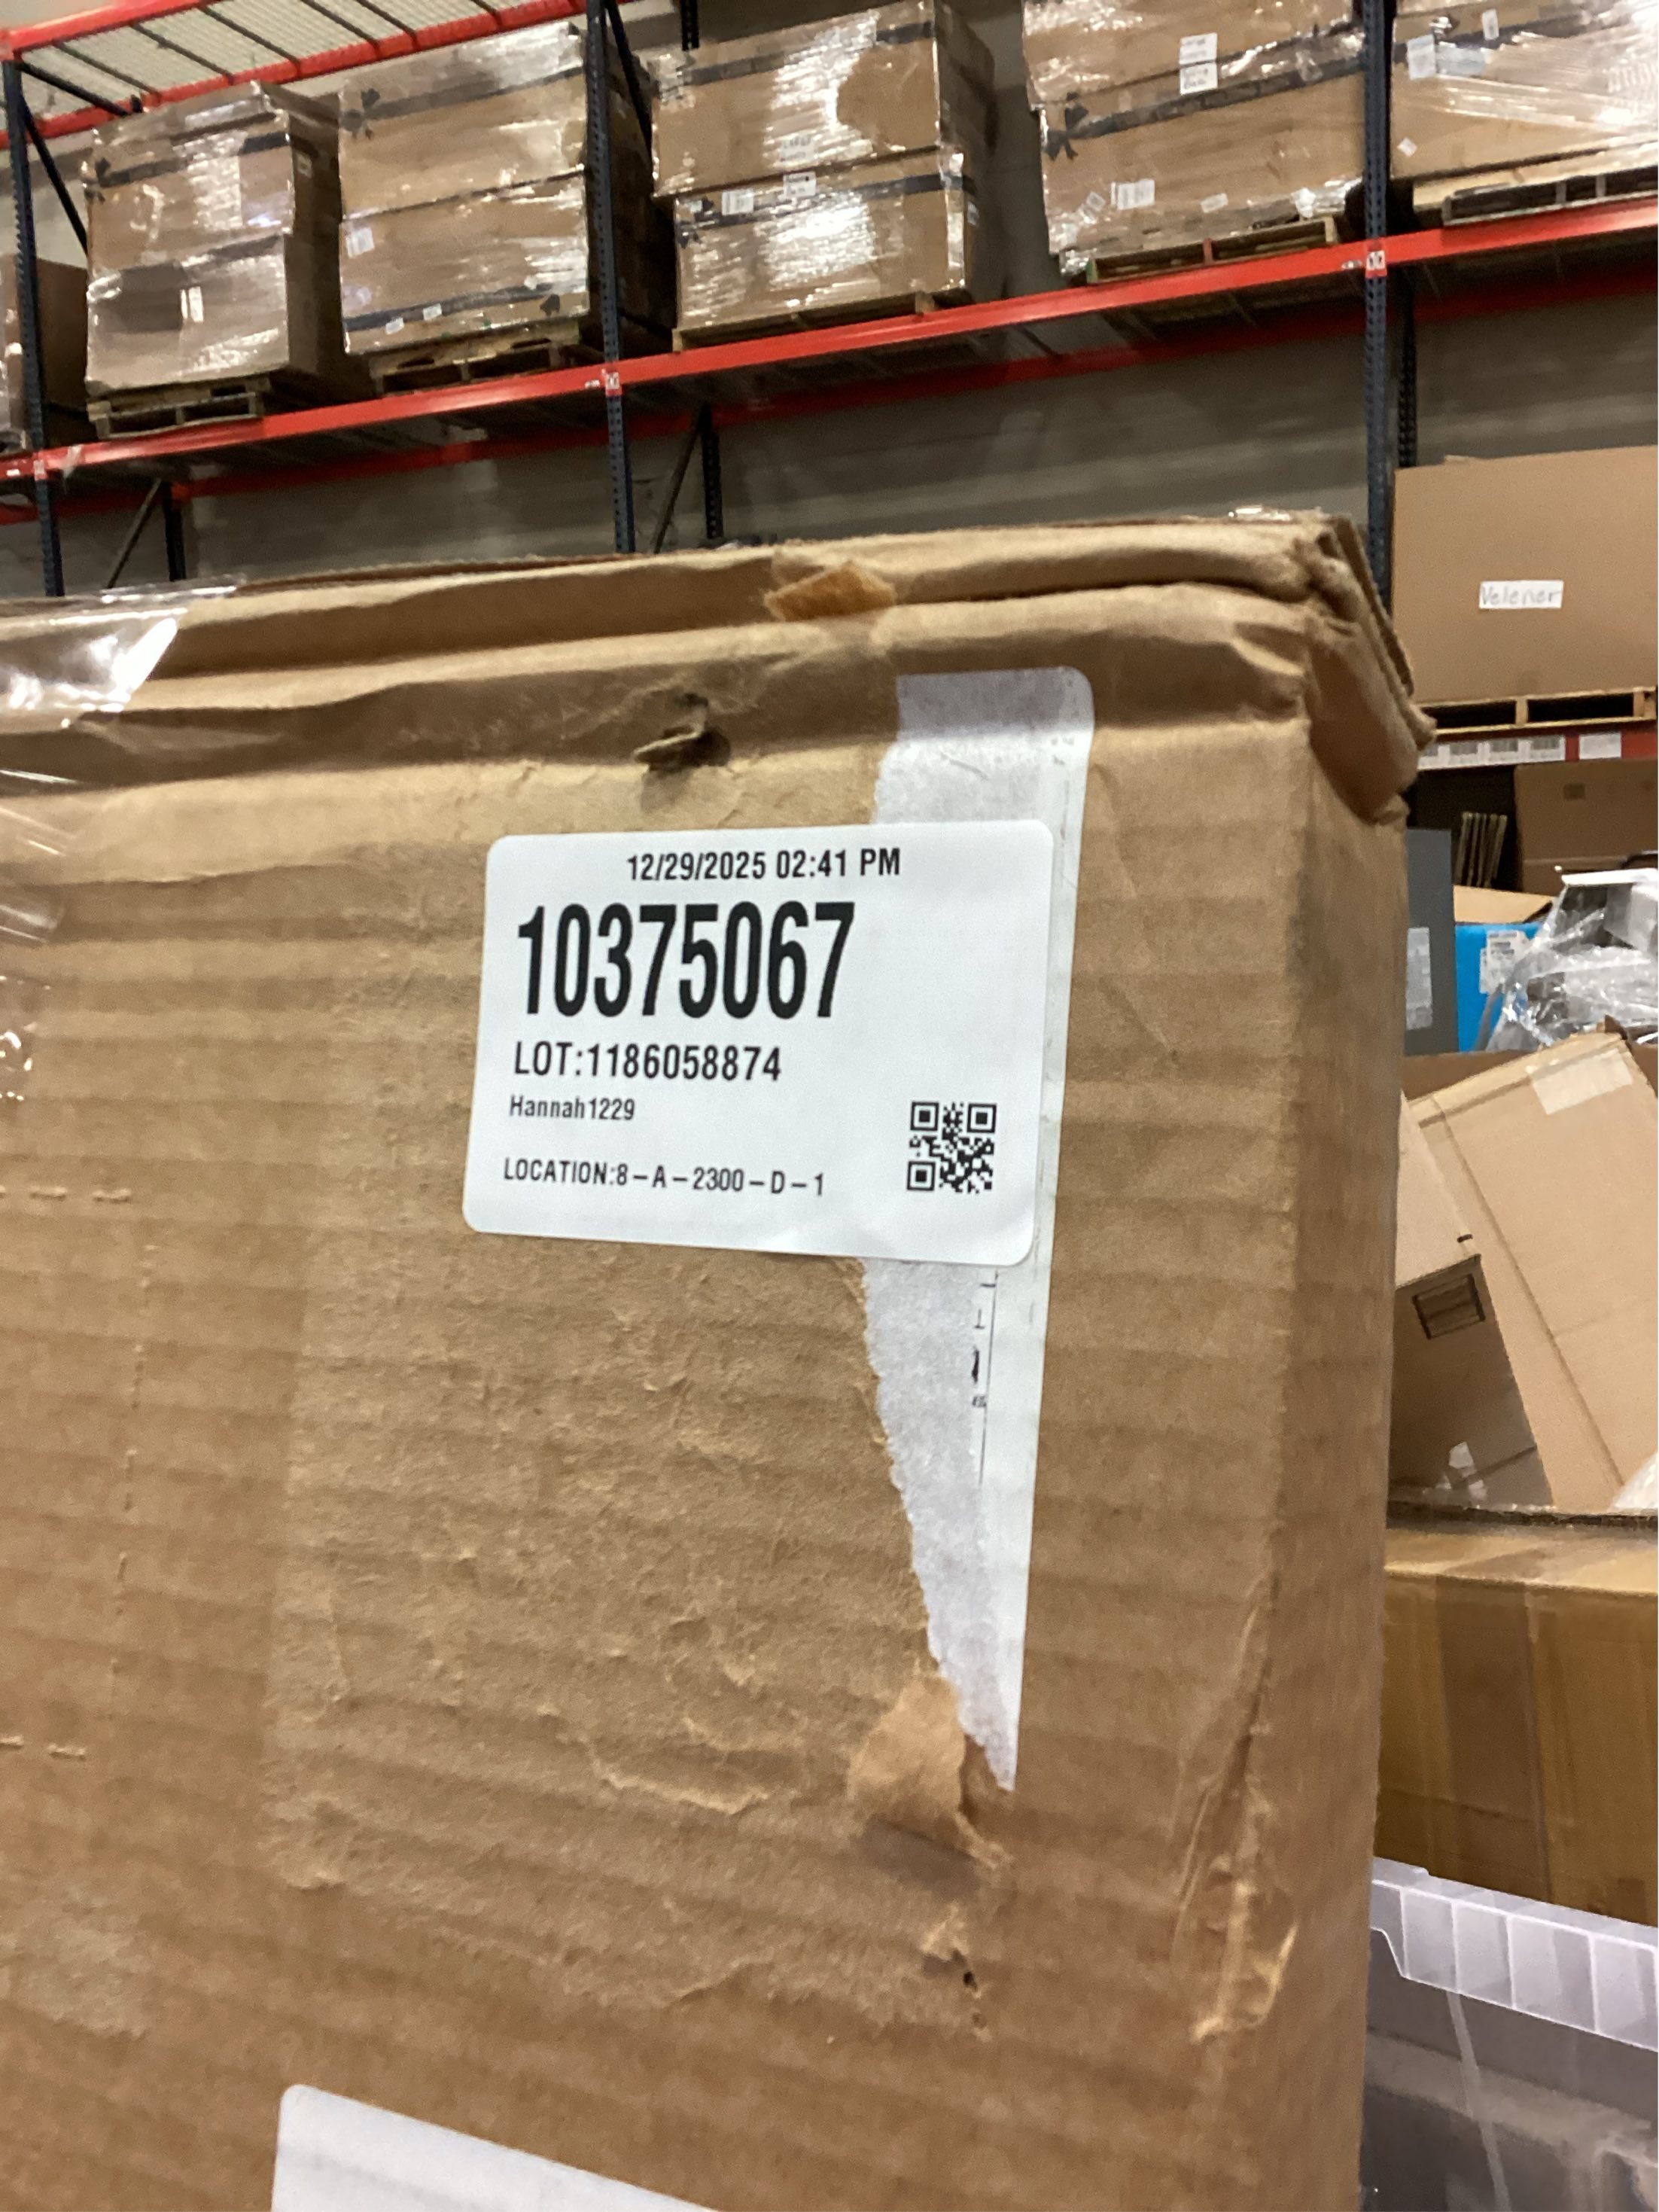 Velener
12/29/2025 02:41 PM
10375067
LOT:1186058874
Hannah1229
LOCATION:8-A-2300-D-1